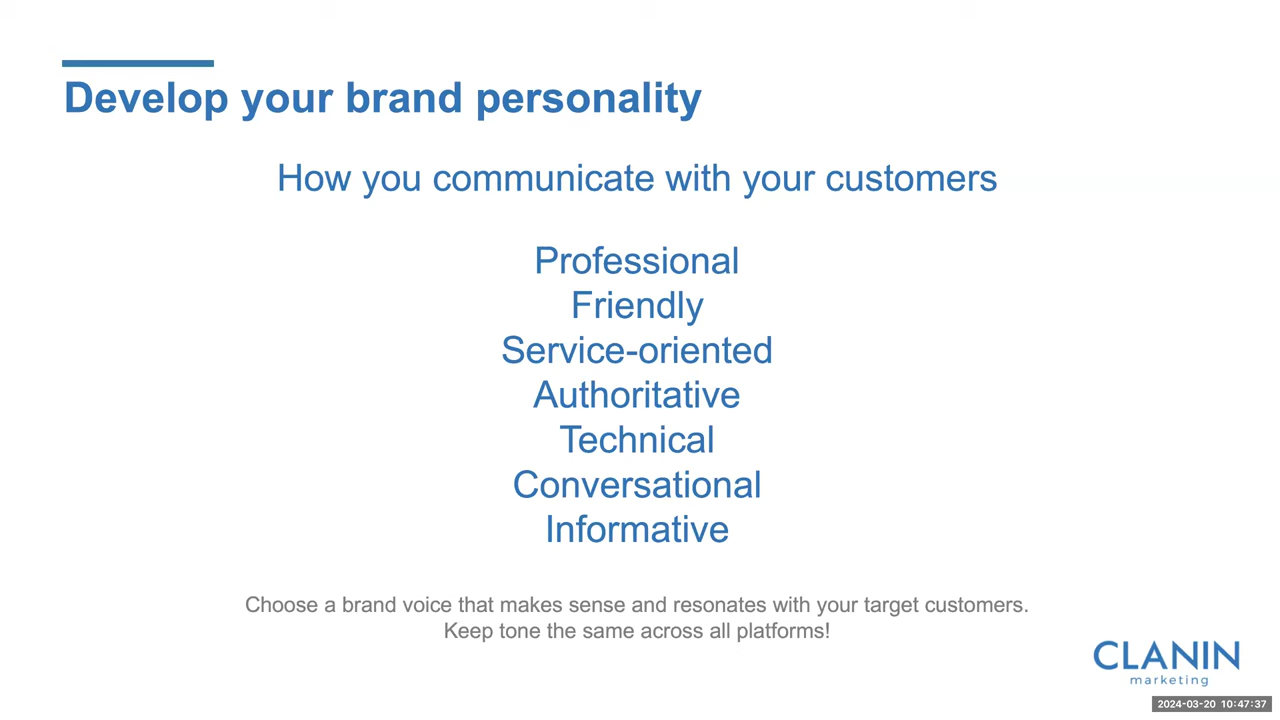 Develop your brand personality
How you communicate with your customers
Professional
Friendly
Service-oriented
Authoritative
Technical
Conversational
Informative
Choose a brand voice that makes sense and resonates with your target customers.
Keep tone the same across all platforms!
CLANIN
marketing
2024-03-20 10:47:37